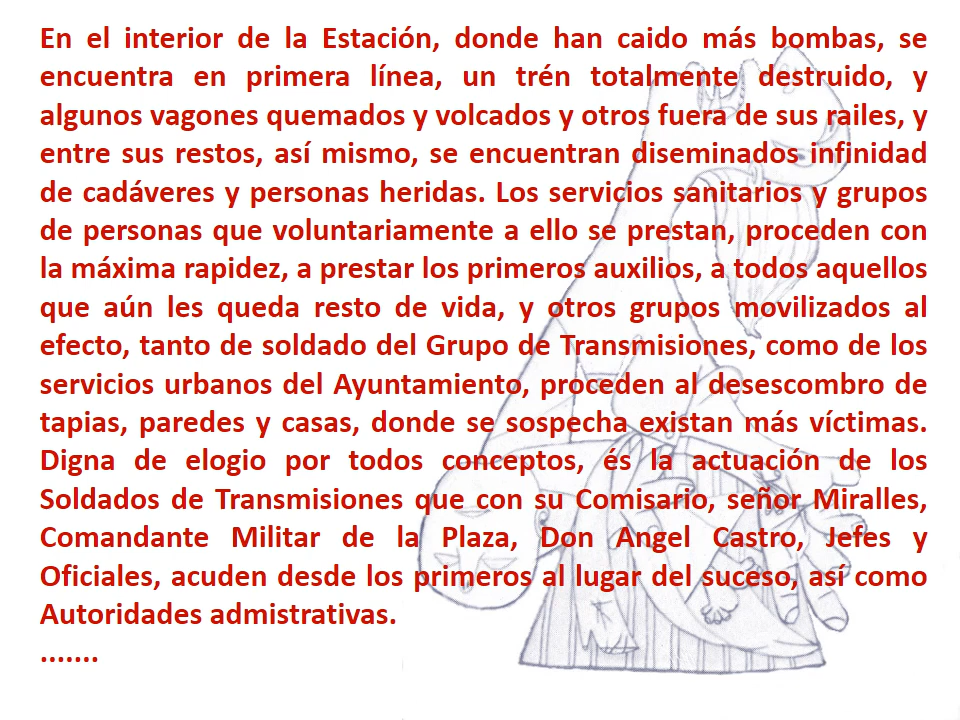 En el interior de la Estación, donde han caido más bombas, se
encuentra en primera línea, un trén totalmente destruido, y
algunos vagones quemados y volcados y otros fuera de sus railes, y
entre sus restos, así mismo, se encuentran diseminados infinidad
de cadáveres y personas heridas. Los servicios sanitarios y grupos
de personas que voluntariamente a ello se prestan, proceden con
la máxima rapidez, a prestar los primeros auxilios, a todos aquellos
que aún les queda resto de vida, y otros grupos movilizados al
efecto, tanto de soldado del Grupo de Transmisiones, como de los
servicios urbanos del Ayuntamiento, proceden al desescombro de
tapias, paredes y casas, donde se sospecha existan más víctimas.
Digna de elogio por todos conceptos, és la actuación de los
Soldados de Transmisiones que con su Comisario, señor Miralles,
Comandante Militar de la Plaza, Don Angel Castro, Jefes y
Oficiales, acuden desde los primeros al lugar del suceso, así como
Autoridades admistrativas.
.......